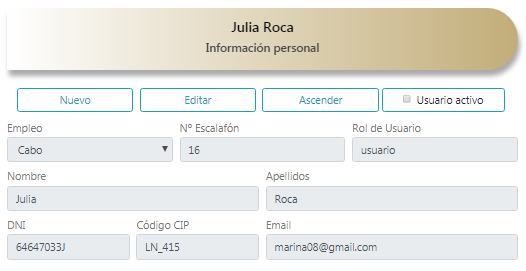 Julia Roca
Información personal
Nuevo Editar Ascender Usuario activo
Empleo Nº Escalafón Rol de Usuario
Cabo 16 usuario
Nombre Apellidos
Julia Roca
DNI Código CIP Email
64647033J LN_415 marina08@gmail.com